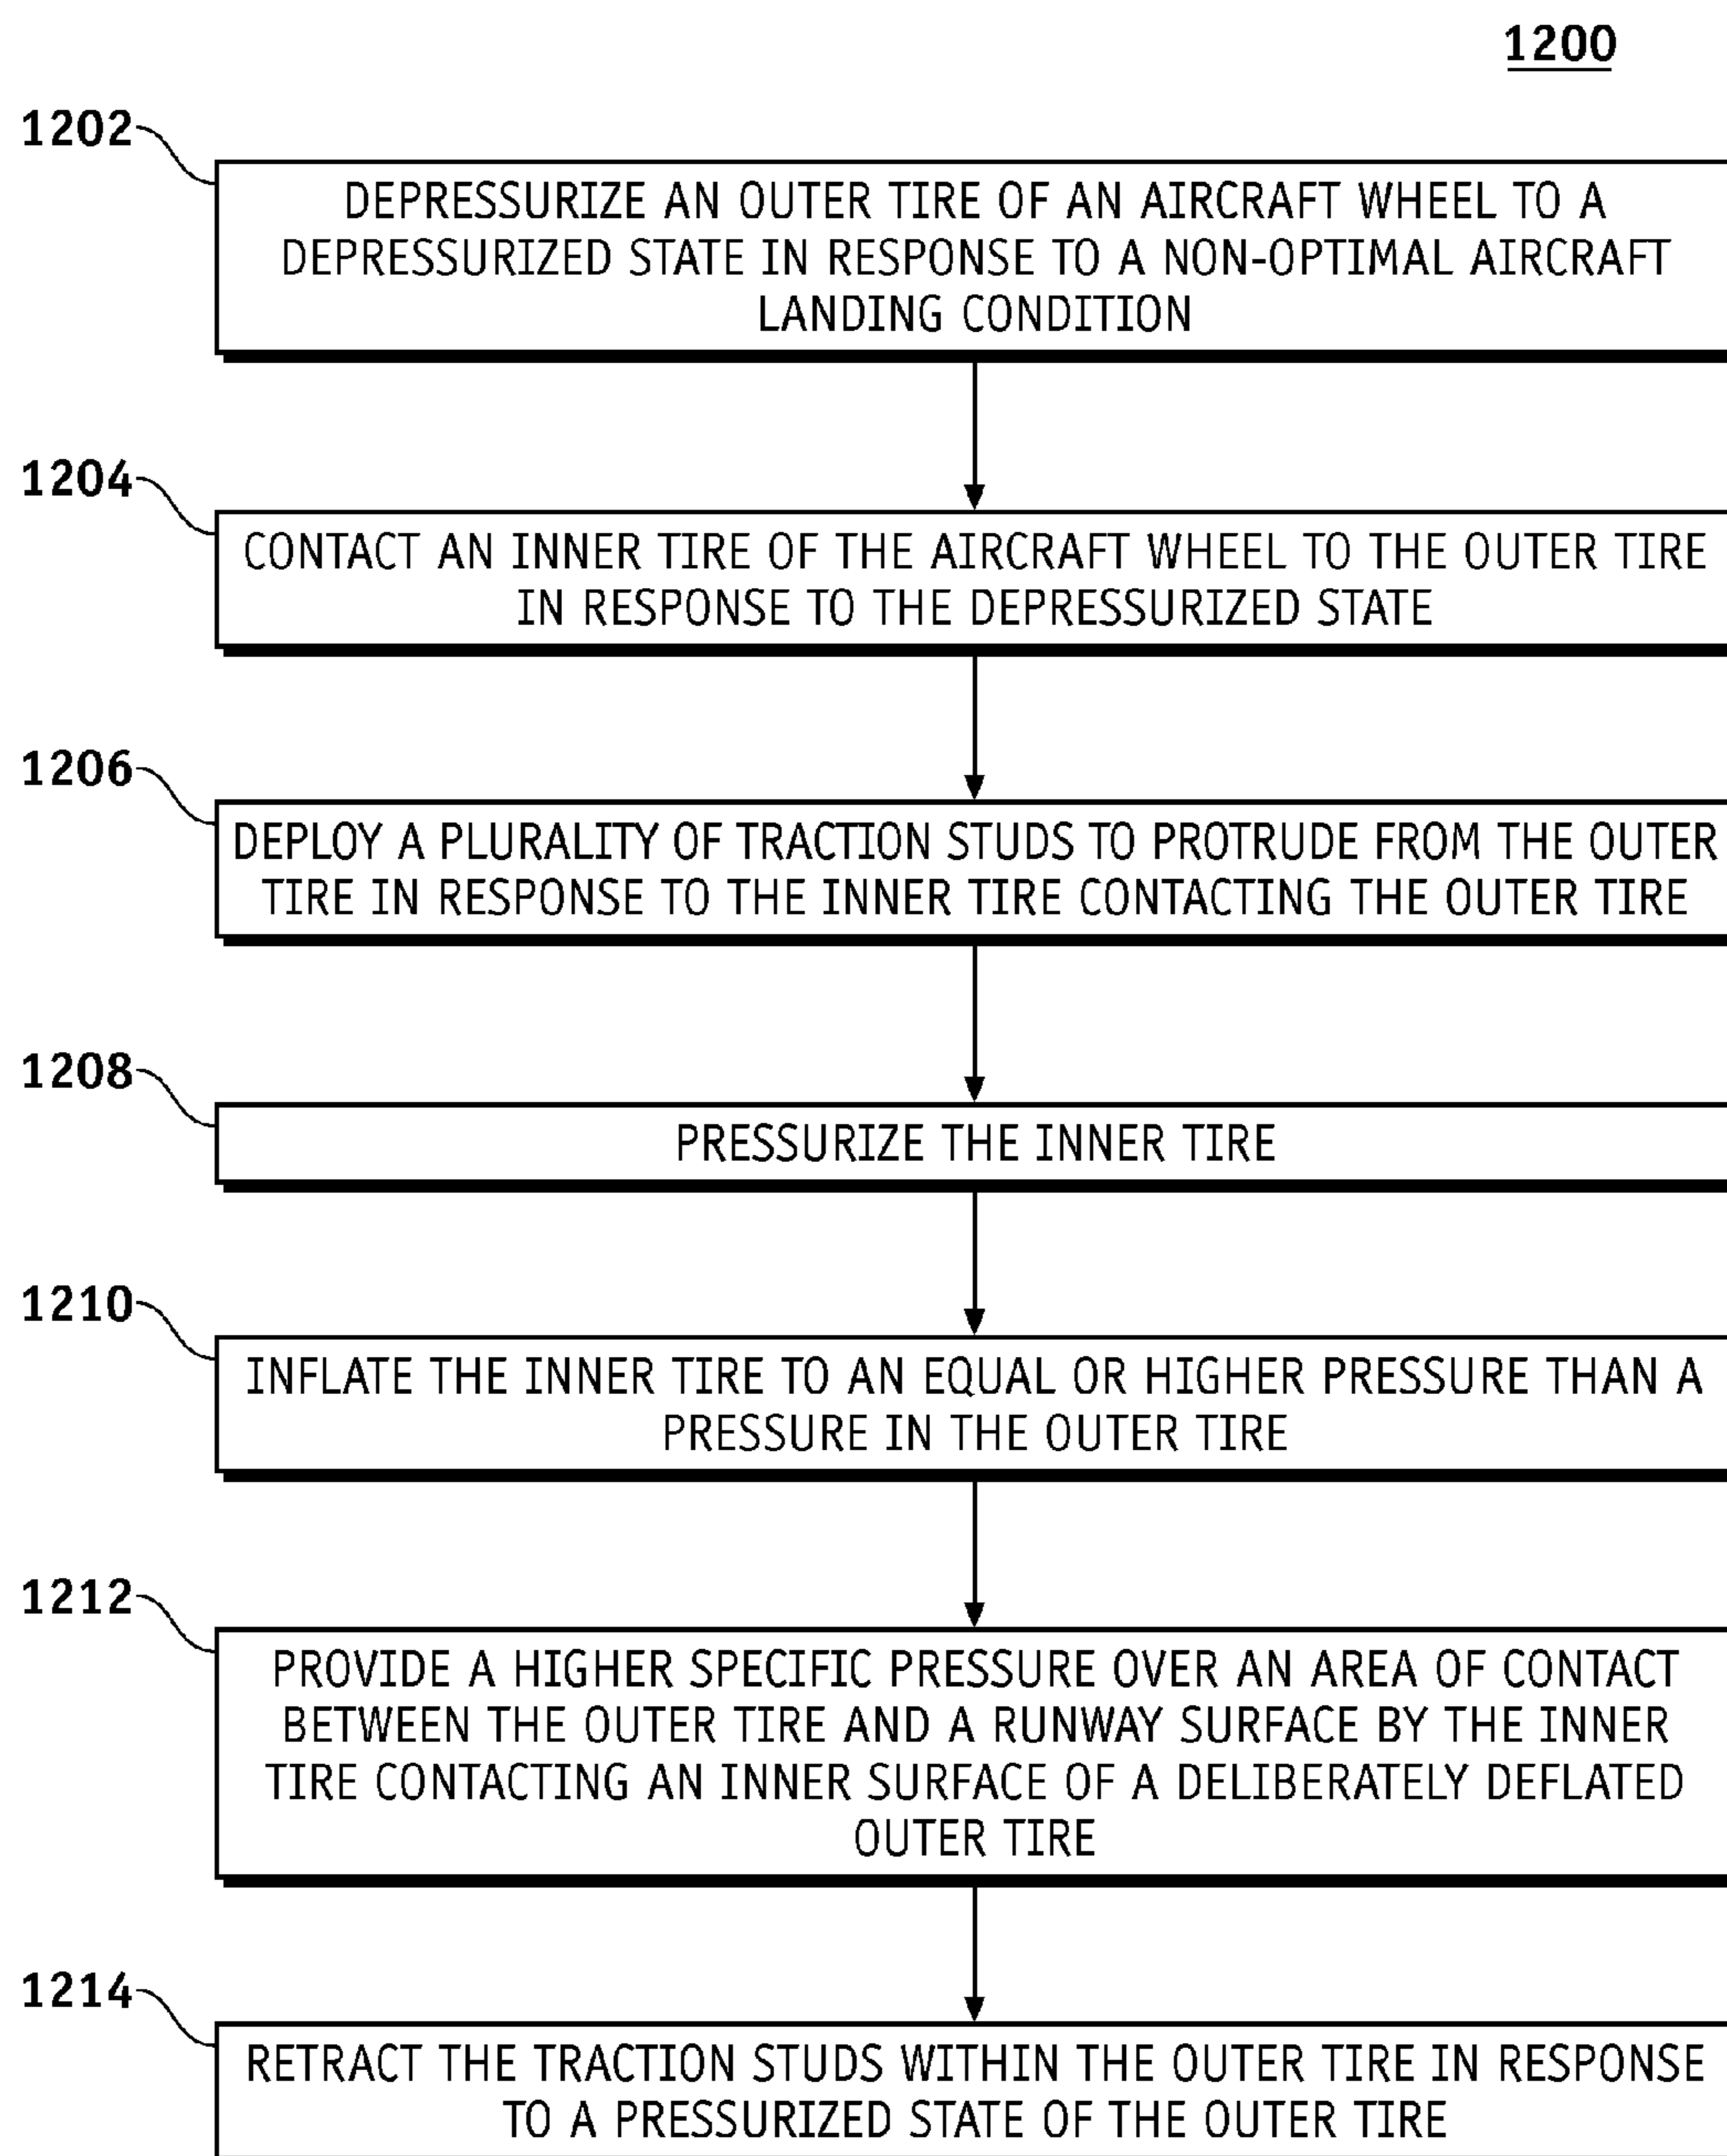 1200
1202
DEPRESSURIZE AN OUTER TIRE OF AN AIRCRAFT WHEEL TO A
DEPRESSURIZED STATE IN RESPONSE TO A NON-OPTIMAL AIRCRAFT
LANDING CONDITION
1204
CONTACT AN INNER TIRE OF THE AIRCRAFT WHEEL TO THE OUTER TIRE
IN RESPONSE TO THE DEPRESSURIZED STATE
1206
DEPLOY A PLURALITY OF TRACTION STUDS TO PROTRUDE FROM THE OUTER
TIRE IN RESPONSE TO THE INNER TIRE CONTACTING THE OUTER TIRE
1208
PRESSURIZE THE INNER TIRE
1210
INFLATE THE INNER TIRE TO AN EQUAL OR HIGHER PRESSURE THAN A
PRESSURE IN THE OUTER TIRE
1212
PROVIDE A HIGHER SPECIFIC PRESSURE OVER AN AREA OF CONTACT
BETWEEN THE OUTER TIRE AND A RUNWAY SURFACE BY THE INNER
TIRE CONTACTING AN INNER SURFACE OF A DELIBERATELY DEFLATED
OUTER TIRE
1214
RETRACT THE TRACTION STUDS WITHIN THE OUTER TIRE IN RESPONSE
TO A PRESSURIZED STATE OF THE OUTER TIRE